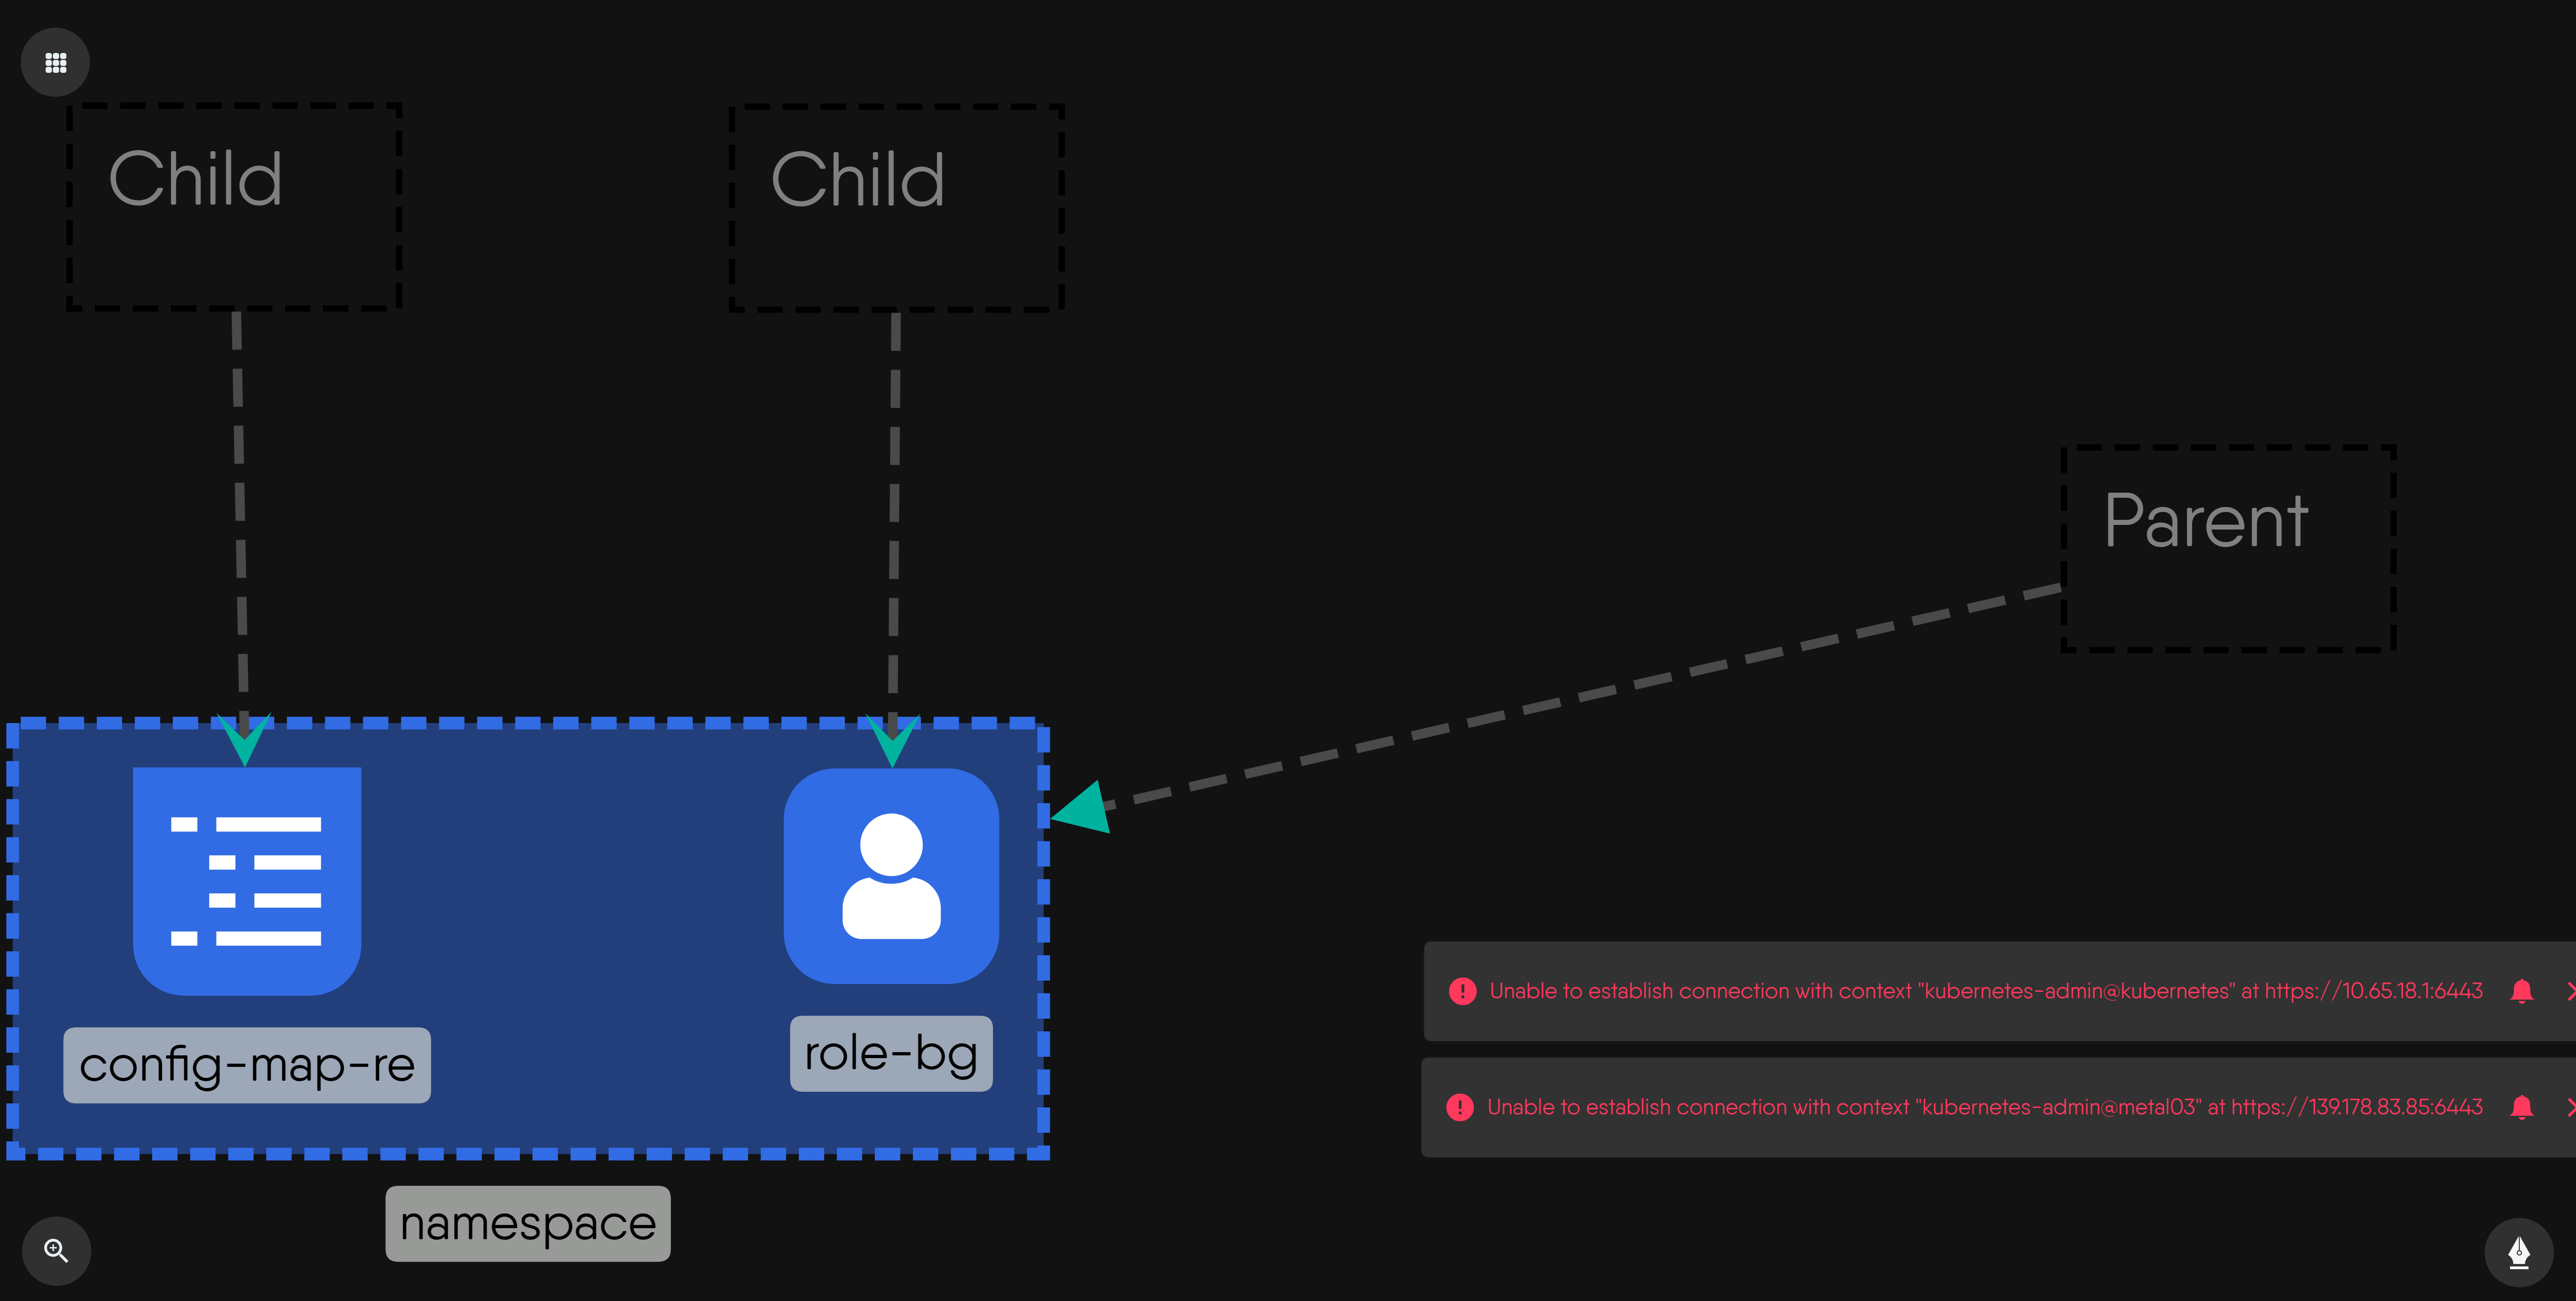 Child
Child
Parent
config-map-re
role-bg
namespace
Unable to establish connection with context "kubernetes-admin@kubernetes" at https://10.65.18.1:6443
Unable to establish connection with context "kubernetes-admin@metal03" at https://139.178.83.85:6443